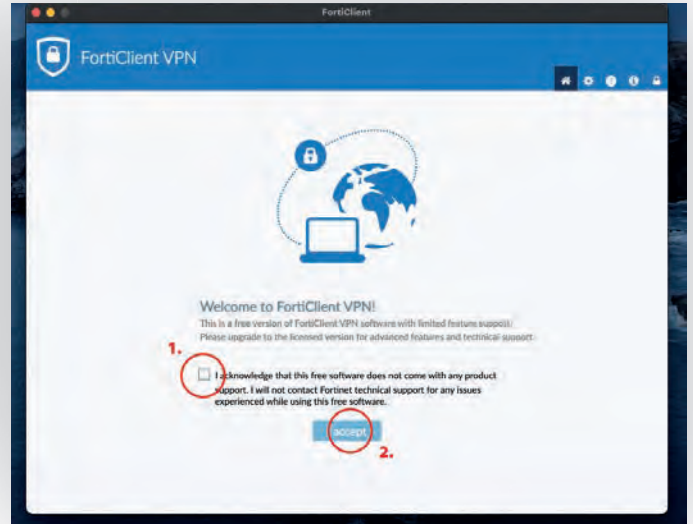 FortiClient
FortiClient VPN
Welcome to FortiClient VPN!
This is a free version of FortiClient VPN software with limited feature support.
Please upgrade to the licensed version for advanced features and technical support.
1.
I acknowledge that this free software does not come with any product
support. I will not contact Fortinet technical support for any issues
experienced while using this free software.
accept
2.